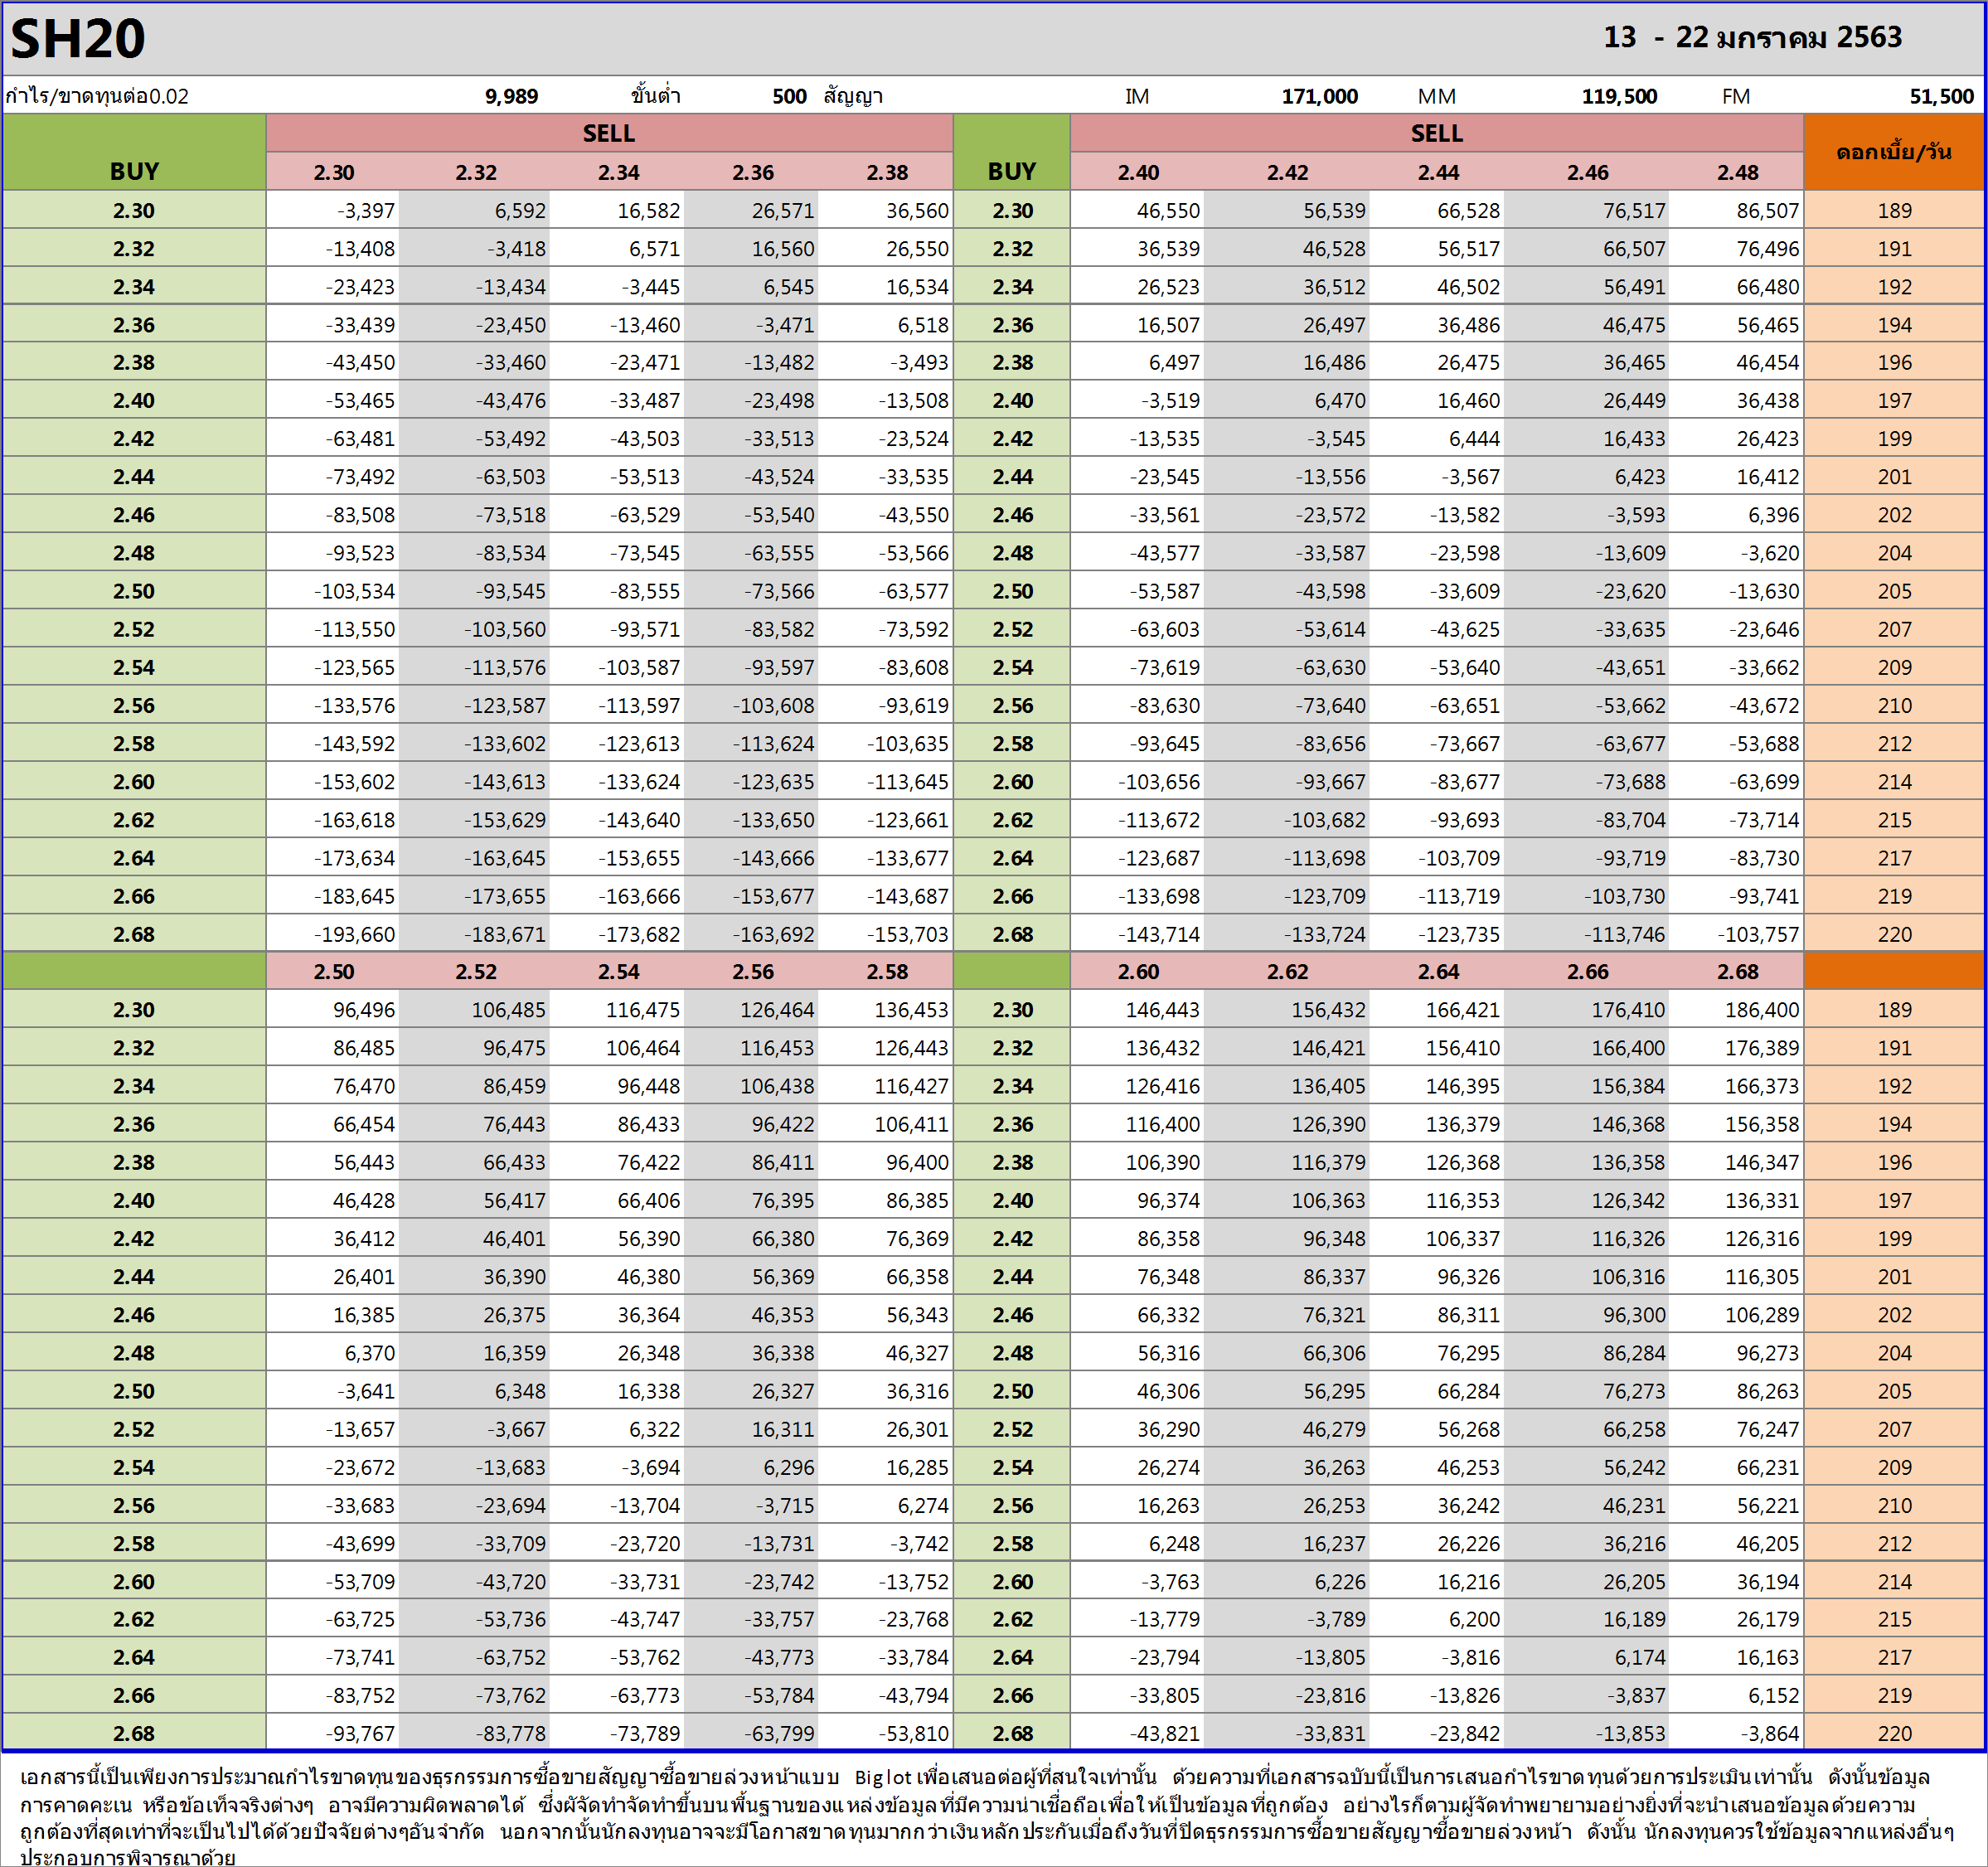 SH20 13 - 22 มกราคม 2563
กำไร/ขาดทุนต่อ0.02 9,989 ขั้นต่ำ 500 สัญญา IM 171,000 MM 119,500 FM 51,500
SELL SELL ดอกเบี้ย/วัน
BUY 2.30 2.32 2.34 2.36 2.38 BUY 2.40 2.42 2.44 2.46 2.48
2.30 -3,397 6,592 16,582 26,571 36,560 2.30 46,550 56,539 66,528 76,517 86,507 189
2.32 -13,408 -3,418 6,571 16,560 26,550 2.32 36,539 46,528 56,517 66,507 76,496 191
2.34 -23,423 -13,434 -3,445 6,545 16,534 2.34 26,523 36,512 46,502 56,491 66,480 192
2.36 -33,439 -23,450 -13,460 -3,471 6,518 2.36 16,507 26,497 36,486 46,475 56,465 194
2.38 -43,450 -33,460 -23,471 -13,482 -3,493 2.38 6,497 16,486 26,475 36,465 46,454 196
2.40 -53,465 -43,476 -33,487 -23,498 -13,508 2.40 -3,519 6,470 16,460 26,449 36,438 197
2.42 -63,481 -53,492 -43,503 -33,513 -23,524 2.42 -13,535 -3,545 6,444 16,433 26,423 199
2.44 -73,492 -63,503 -53,513 -43,524 -33,535 2.44 -23,545 -13,556 -3,567 6,423 16,412 201
2.46 -83,508 -73,518 -63,529 -53,540 -43,550 2.46 -33,561 -23,572 -13,582 -3,593 6,396 202
2.48 -93,523 -83,534 -73,545 -63,555 -53,566 2.48 -43,577 -33,587 -23,598 -13,609 -3,620 204
2.50 -103,534 -93,545 -83,555 -73,566 -63,577 2.50 -53,587 -43,598 -33,609 -23,620 -13,630 205
2.52 -113,550 -103,560 -93,571 -83,582 -73,592 2.52 -63,603 -53,614 -43,625 -33,635 -23,646 207
2.54 -123,565 -113,576 -103,587 -93,597 -83,608 2.54 -73,619 -63,630 -53,640 -43,651 -33,662 209
2.56 -133,576 -123,587 -113,597 -103,608 -93,619 2.56 -83,630 -73,640 -63,651 -53,662 -43,672 210
2.58 -143,592 -133,602 -123,613 -113,624 -103,635 2.58 -93,645 -83,656 -73,667 -63,677 -53,688 212
2.60 -153,602 -143,613 -133,624 -123,635 -113,645 2.60 -103,656 -93,667 -83,677 -73,688 -63,699 214
2.62 -163,618 -153,629 -143,640 -133,650 -123,661 2.62 -113,672 -103,682 -93,693 -83,704 -73,714 215
2.64 -173,634 -163,645 -153,655 -143,666 -133,677 2.64 -123,687 -113,698 -103,709 -93,719 -83,730 217
2.66 -183,645 -173,655 -163,666 -153,677 -143,687 2.66 -133,698 -123,709 -113,719 -103,730 -93,741 219
2.68 -193,660 -183,671 -173,682 -163,692 -153,703 2.68 -143,714 -133,724 -123,735 -113,746 -103,757 220
2.50 2.52 2.54 2.56 2.58 2.60 2.62 2.64 2.66 2.68
2.30 96,496 106,485 116,475 126,464 136,453 2.30 146,443 156,432 166,421 176,410 186,400 189
2.32 86,485 96,475 106,464 116,453 126,443 2.32 136,432 146,421 156,410 166,400 176,389 191
2.34 76,470 86,459 96,448 106,438 116,427 2.34 126,416 136,405 146,395 156,384 166,373 192
2.36 66,454 76,443 86,433 96,422 106,411 2.36 116,400 126,390 136,379 146,368 156,358 194
2.38 56,443 66,433 76,422 86,411 96,400 2.38 106,390 116,379 126,368 136,358 146,347 196
2.40 46,428 56,417 66,406 76,395 86,385 2.40 96,374 106,363 116,353 126,342 136,331 197
2.42 36,412 46,401 56,390 66,380 76,369 2.42 86,358 96,348 106,337 116,326 126,316 199
2.44 26,401 36,390 46,380 56,369 66,358 2.44 76,348 86,337 96,326 106,316 116,305 201
2.46 16,385 26,375 36,364 46,353 56,343 2.46 66,332 76,321 86,311 96,300 106,289 202
2.48 6,370 16,359 26,348 36,338 46,327 2.48 56,316 66,306 76,295 86,284 96,273 204
2.50 -3,641 6,348 16,338 26,327 36,316 2.50 46,306 56,295 66,284 76,273 86,263 205
2.52 -13,657 -3,667 6,322 16,311 26,301 2.52 36,290 46,279 56,268 66,258 76,247 207
2.54 -23,672 -13,683 -3,694 6,296 16,285 2.54 26,274 36,263 46,253 56,242 66,231 209
2.56 -33,683 -23,694 -13,704 -3,715 6,274 2.56 16,263 26,253 36,242 46,231 56,221 210
2.58 -43,699 -33,709 -23,720 -13,731 -3,742 2.58 6,248 16,237 26,226 36,216 46,205 212
2.60 -53,709 -43,720 -33,731 -23,742 -13,752 2.60 -3,763 6,226 16,216 26,205 36,194 214
2.62 -63,725 -53,736 -43,747 -33,757 -23,768 2.62 -13,779 -3,789 6,200 16,189 26,179 215
2.64 -73,741 -63,752 -53,762 -43,773 -33,784 2.64 -23,794 -13,805 -3,816 6,174 16,163 217
2.66 -83,752 -73,762 -63,773 -53,784 -43,794 2.66 -33,805 -23,816 -13,826 -3,837 6,152 219
2.68 -93,767 -83,778 -73,789 -63,799 -53,810 2.68 -43,821 -33,831 -23,842 -13,853 -3,864 220
เอกสารนี้เป็นเพียงการประมาณกำไรขาดทุนของธุรกรรมการซื้อขายสัญญาซื้อขายล่วงหน้าแบบ Big lot เพื่อเสนอต่อผู้ที่สนใจเท่านั้น ด้วยความที่เอกสารฉบับนี้เป็นการเสนอกำไรขาดทุนด้วยการประเมินเท่านั้น ดังนั้นข้อมูล
การคาดคะเน หรือข้อเท็จจริงต่างๆ อาจมีความผิดพลาดได้ ซึ่งผัจัดทำจัดทำขึ้นบนพื้นฐานของแหล่งข้อมูลที่มีความน่าเชื่อถือเพื่อให้เป็นข้อมูลที่ถูกต้อง อย่างไรก็ตามผู้จัดทำพยายามอย่างยิ่งที่จะนำเสนอข้อมูลด้วยความ
ถูกต้องที่สุดเท่าที่จะเป็นไปได้ด้วยปัจจัยต่างๆอันจำกัด นอกจากนั้นนักลงทุนอาจจะมีโอกาสขาดทุนมากกว่าเงินหลักประกันเมื่อถึงวันที่ปิดธุรกรรมการซื้อขายสัญญาซื้อขายล่วงหน้า ดังนั้น นักลงทุนควรใช้ข้อมูลจากแหล่งอื่นๆ
ประกอบการพิจารณาด้วย